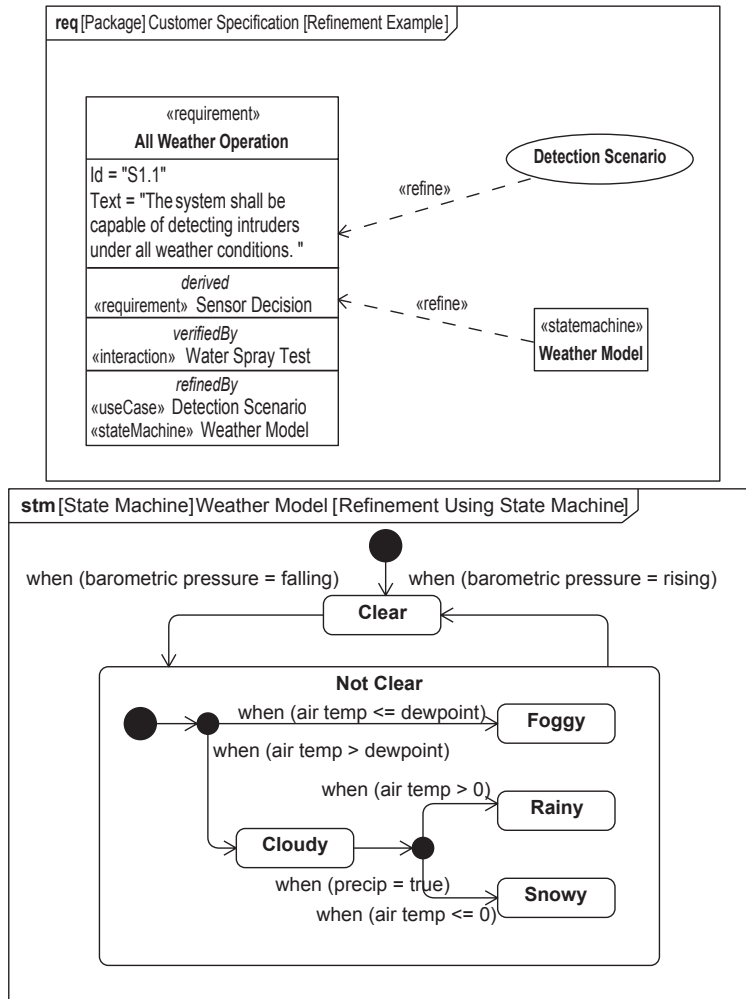 req [Package] Customer Specification [Refinement Example]
«requirement»
All Weather Operation
Id = "S1.1"
Text = "The system shall be
capable of detecting intruders
under all weather conditions. "
derived
«requirement» Sensor Decision
verifiedBy
«interaction» Water Spray Test
refinedBy
«useCase» Detection Scenario
«stateMachine» Weather Model
Detection Scenario
«refine»
«refine»
«statemachine»
Weather Model
stm [State Machine] Weather Model [Refinement Using State Machine]
when (barometric pressure = falling)
when (barometric pressure = rising)
Clear
Not Clear
when (air temp <= dewpoint)
Foggy
when (air temp > dewpoint)
when (air temp > 0)
Rainy
Cloudy
when (precip = true)
Snowy
when (air temp <= 0)